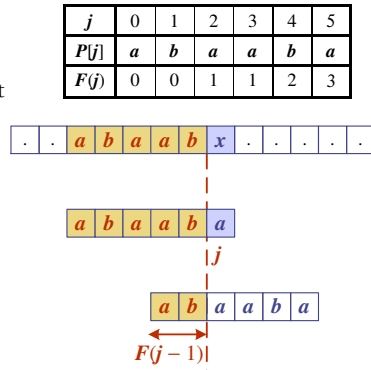 j 0 1 2 3 4 5
P[j] a b a a b a
F(j) 0 0 1 1 2 3
t
. . a b a a b x . . . . .
a b a a b a
j
a b a a b a
F(j − 1)